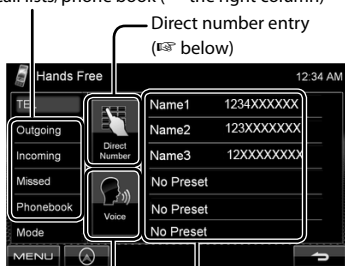 call lists, phone book (☞ the right column)
Direct number entry
(☞ below)
Hands Free 12:34 AM
TEL
Outgoing
Incoming
Missed
Phonebook
Mode
Direct
Number
Voice
Name1 1234XXXXXX
Name2 123XXXXXXX
Name3 12XXXXXXXX
No Preset
No Preset
No Preset
MENU